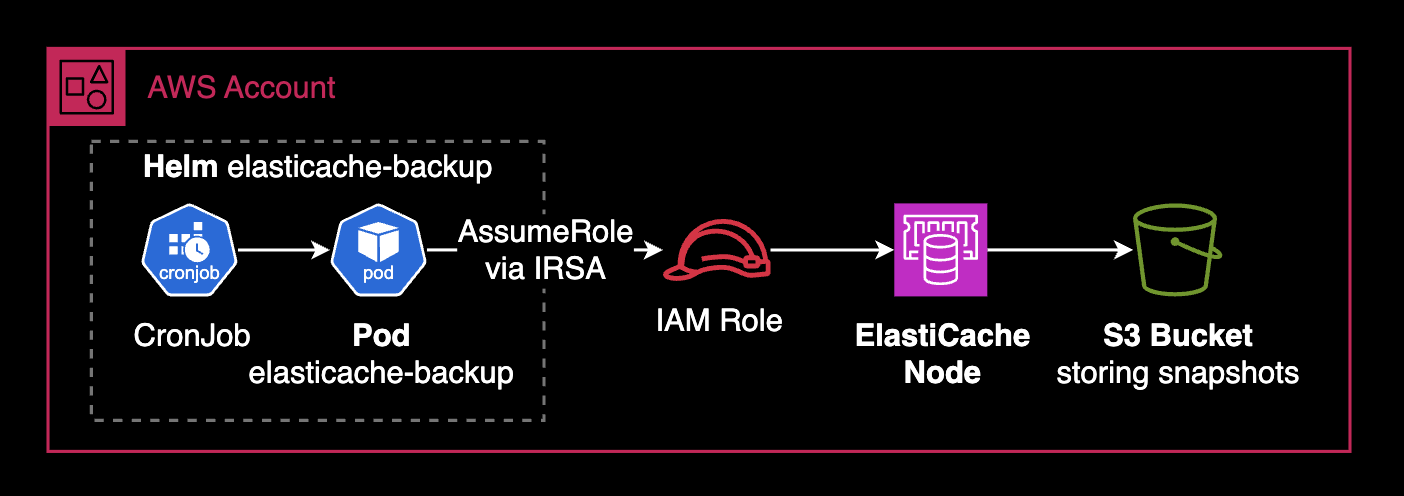 AWS Account
Helm elasticache-backup
cronjob
pod
AssumeRole
via IRSA
CronJob
Pod
elasticache-backup
IAM Role
ElastiCache
Node
S3 Bucket
storing snapshots